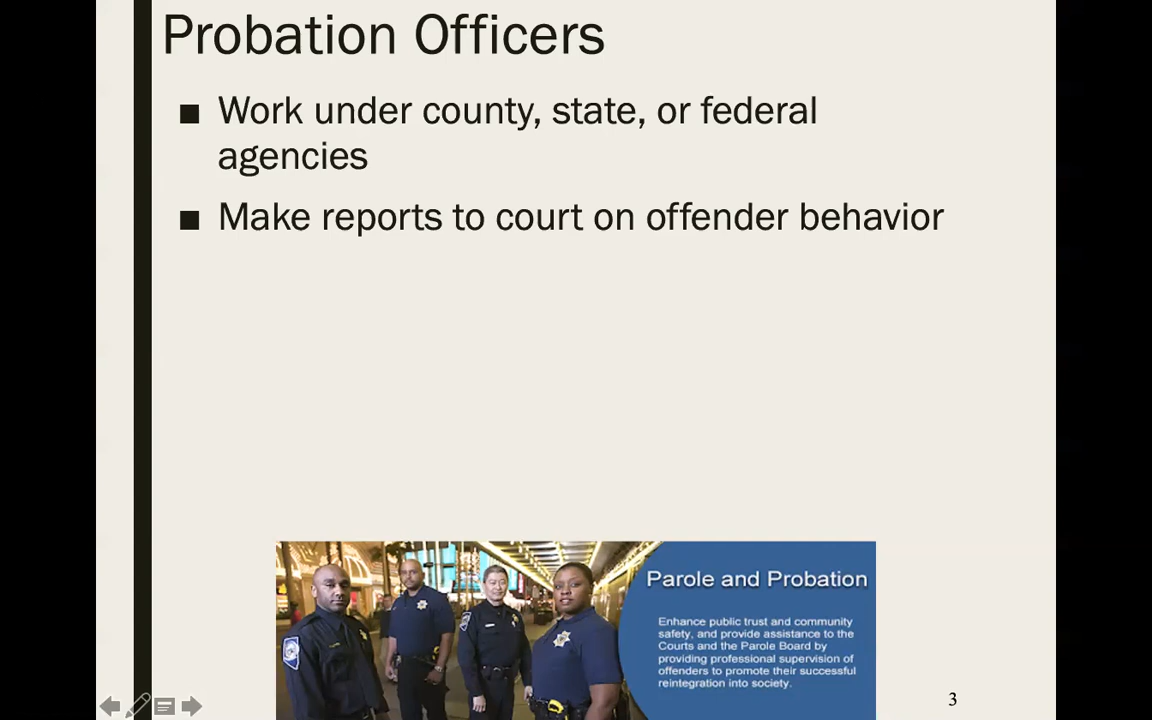 Probation Officers
■ Work under county, state, or federal
agencies
■ Make reports to court on offender behavior
Parole and Probation
Enhance public trust and community
safety, and provide assistance to the
Courts and the Parole Board by
providing professional supervision of
offenders to promote their successful
reintegration into society.
3